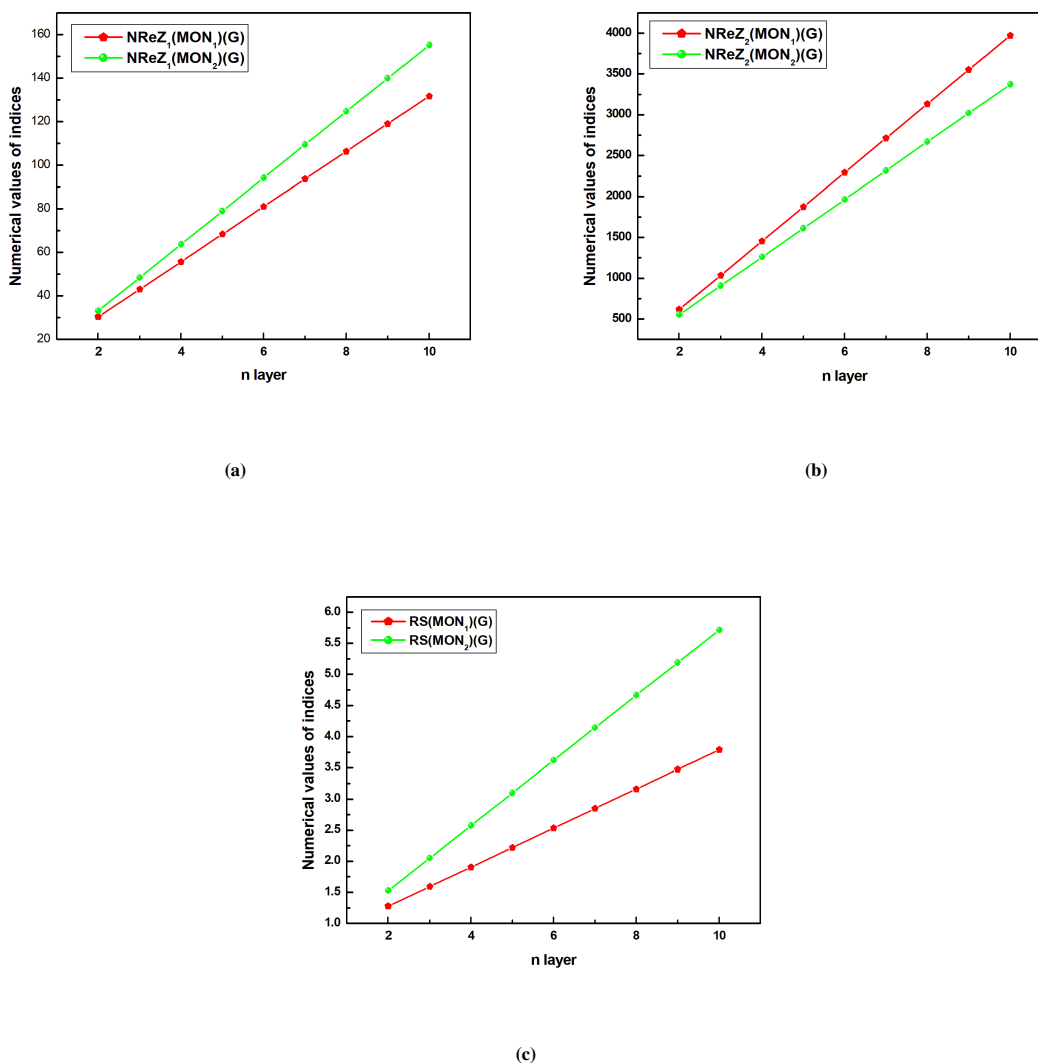 NReZ₁(MON₁)(G)
NReZ₁(MON₂)(G)
Numerical values of indices
160
140
120
100
80
60
40
20
2 4 6 8 10
n layer
(a)
NReZ₂(MON₁)(G)
NReZ₂(MON₂)(G)
Numerical values of indices
4000
3500
3000
2500
2000
1500
1000
500
2 4 6 8 10
n layer
(b)
RS(MON₁)(G)
RS(MON₂)(G)
Numerical values of indices
6.0
5.5
5.0
4.5
4.0
3.5
3.0
2.5
2.0
1.5
1.0
2 4 6 8 10
n layer
(c)